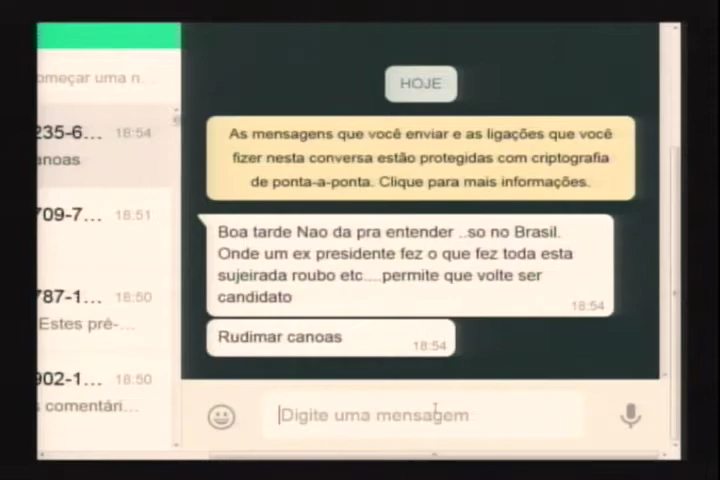 omeçar uma n...
235-6... 18:54
anoas
709-7... 18:51
787-1... 18:50
Estes pré-...
902-1... 18:50
s comentári...
HOJE
As mensagens que você enviar e as ligações que você
fizer nesta conversa estão protegidas com criptografia
de ponta-a-ponta. Clique para mais informações.
Boa tarde Nao da pra entender ..so no Brasil.
Onde um ex presidente fez o que fez toda esta
sujeirada roubo etc....permite que volte ser
candidato
18:54
Rudimar canoas
18:54
Digite uma mensagem